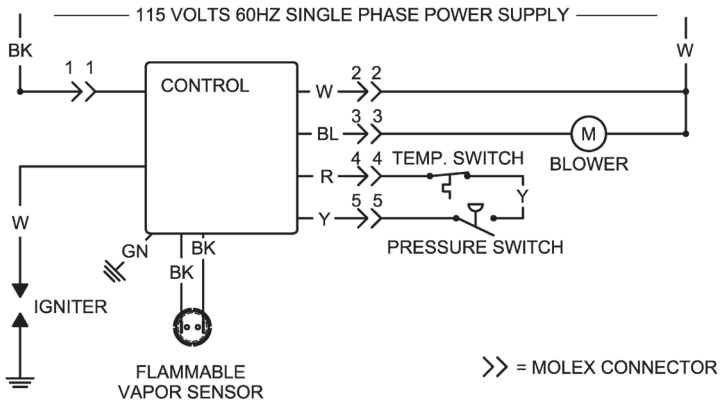 115 VOLTS 60HZ SINGLE PHASE POWER SUPPLY
BK
W
1 1
CONTROL
W
2 2
BL
3 3
M
BLOWER
R
4 4
TEMP. SWITCH
Y
Y
5 5
PRESSURE SWITCH
W
GN
BK
BK
IGNITER
FLAMMABLE
VAPOR SENSOR
= MOLEX CONNECTOR